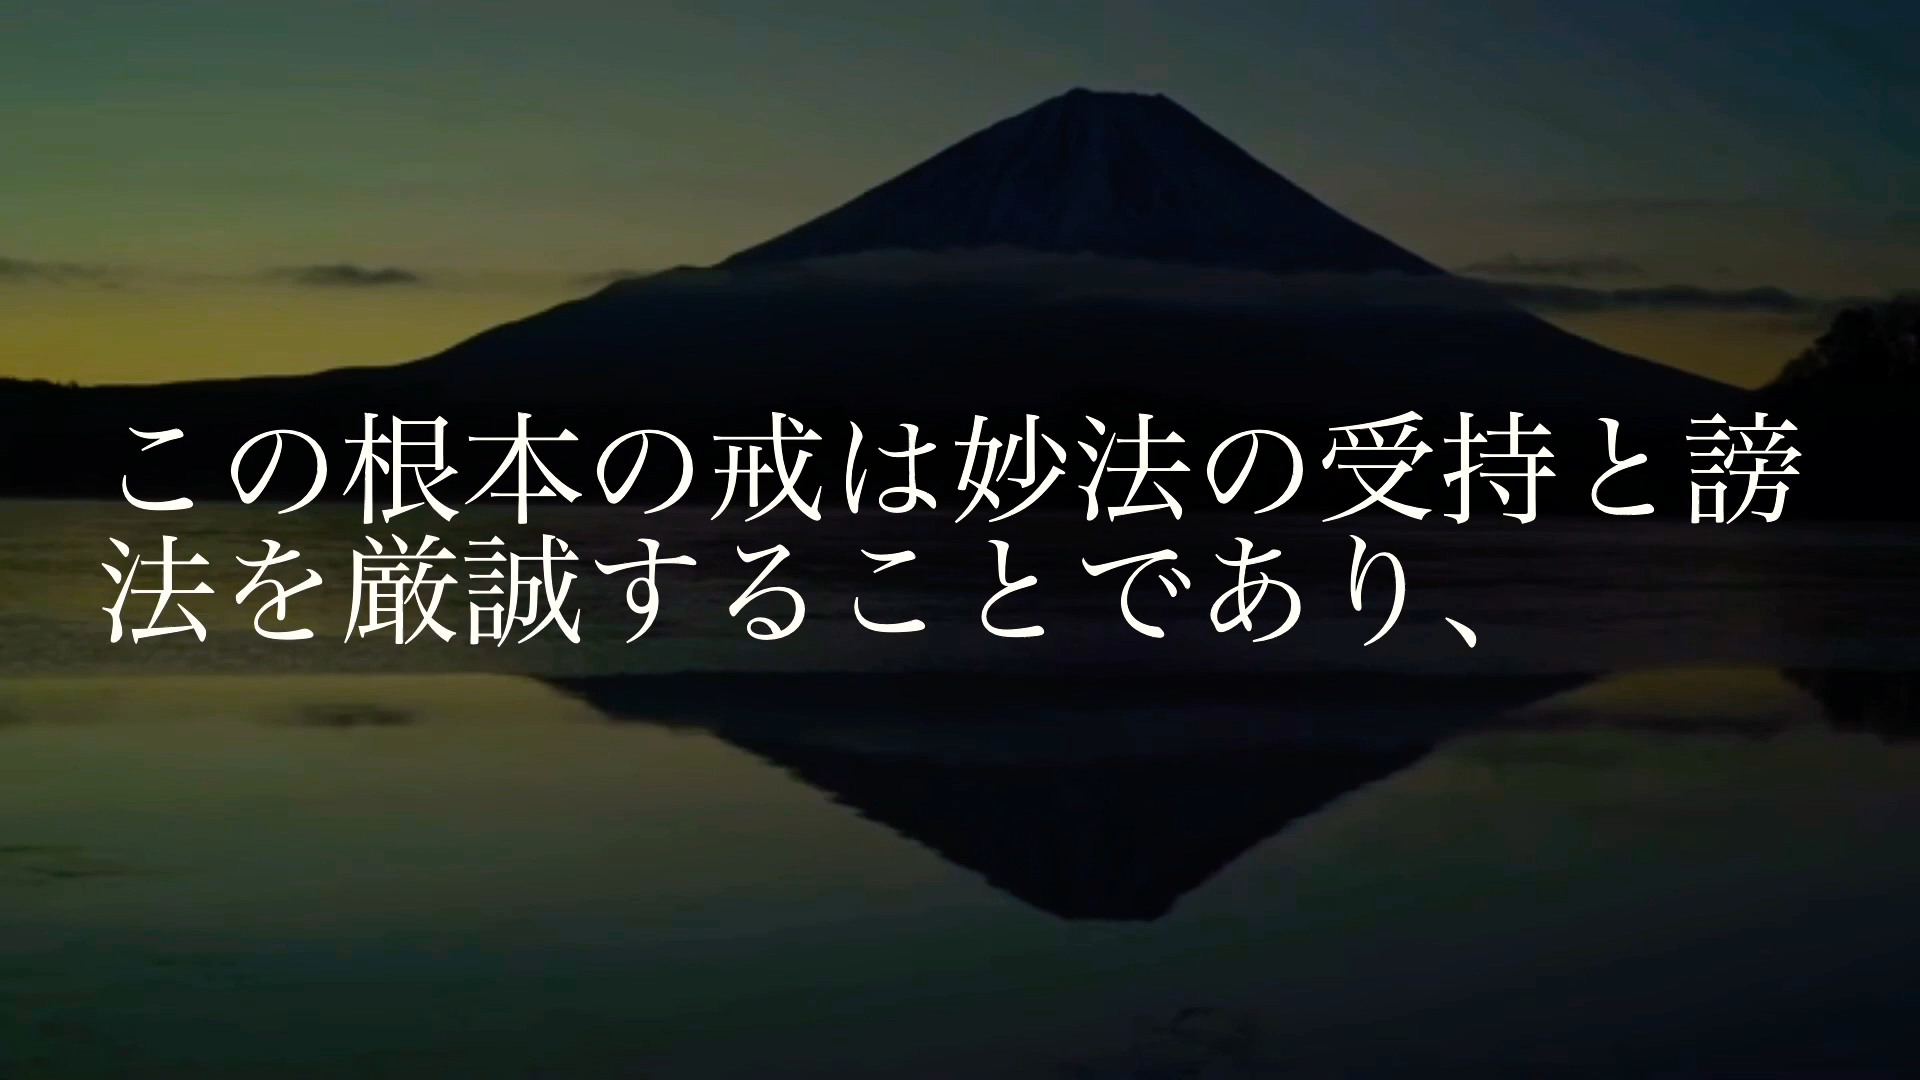 この根本の戒は妙法の受持と謗
法を厳誠することであり、